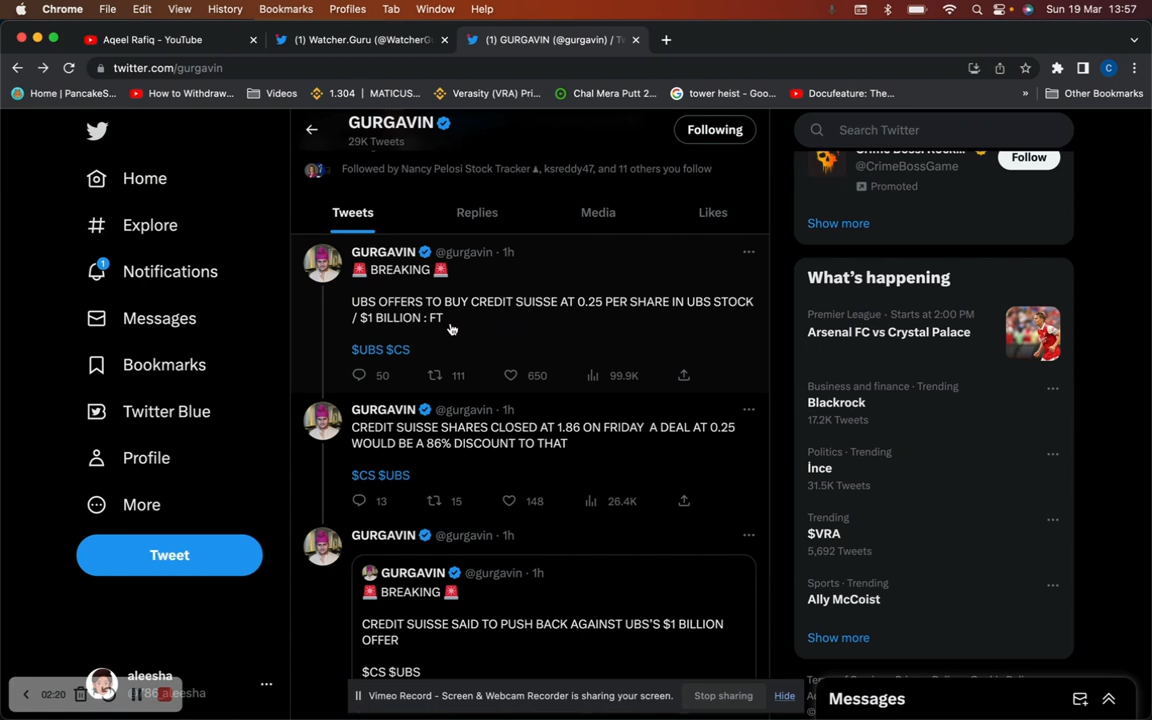 Chrome File Edit View History Bookmarks Profiles Tab Window Help Sun 19 Mar 13:57
Aqeel Rafiq - YouTube (1) Watcher.Guru (@WatcherG (1) GURGAVIN (@gurgavin) / Tw
twitter.com/gurgavin
Home | PancakeS... How to Withdraw... Videos 1.304 | MATICUS... Verasity (VRA) Pri... Chal Mera Putt 2... tower heist - Goo... Docufeature: The... » Other Bookmarks
GURGAVIN
29K Tweets
Following
Followed by Nancy Pelosi Stock Tracker, ksreddy47, and 11 others you follow
Tweets Replies Media Likes
Home
Explore
1
Notifications
Messages
Bookmarks
Twitter Blue
Profile
More
Tweet
aleesha
aleesha
02:20
GURGAVIN @gurgavin · 1h
🚨 BREAKING 🚨
UBS OFFERS TO BUY CREDIT SUISSE AT 0.25 PER SHARE IN UBS STOCK
/ $1 BILLION : FT
$UBS $CS
50 111 650 99.9K
GURGAVIN @gurgavin · 1h
CREDIT SUISSE SHARES CLOSED AT 1.86 ON FRIDAY A DEAL AT 0.25
WOULD BE A 86% DISCOUNT TO THAT
$CS $UBS
13 15 148 26.4K
GURGAVIN @gurgavin · 1h
GURGAVIN @gurgavin · 1h
🚨 BREAKING 🚨
CREDIT SUISSE SAID TO PUSH BACK AGAINST UBS'S $1 BILLION
OFFER
$CS $UBS
Vimeo Record - Screen & Webcam Recorder is sharing your screen. Stop sharing Hide
Search Twitter
@CrimeBossGame
Follow
Promoted
Show more
What's happening
Premier League · Starts at 2:00 PM
Arsenal FC vs Crystal Palace
Business and finance · Trending
Blackrock
17.2K Tweets
Politics · Trending
İnce
31.5K Tweets
Trending
$VRA
5,692 Tweets
Sports · Trending
Ally McCoist
Show more
Messages